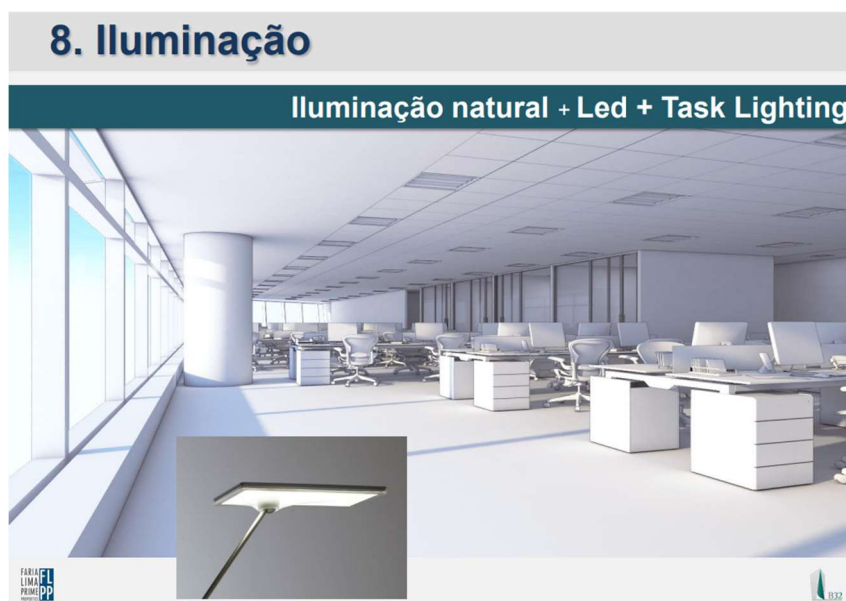 8. Iluminação
Iluminação natural + Led + Task Lighting
FARIA
LIMA
PRIME
PROPERTIES
FL
PP
B32